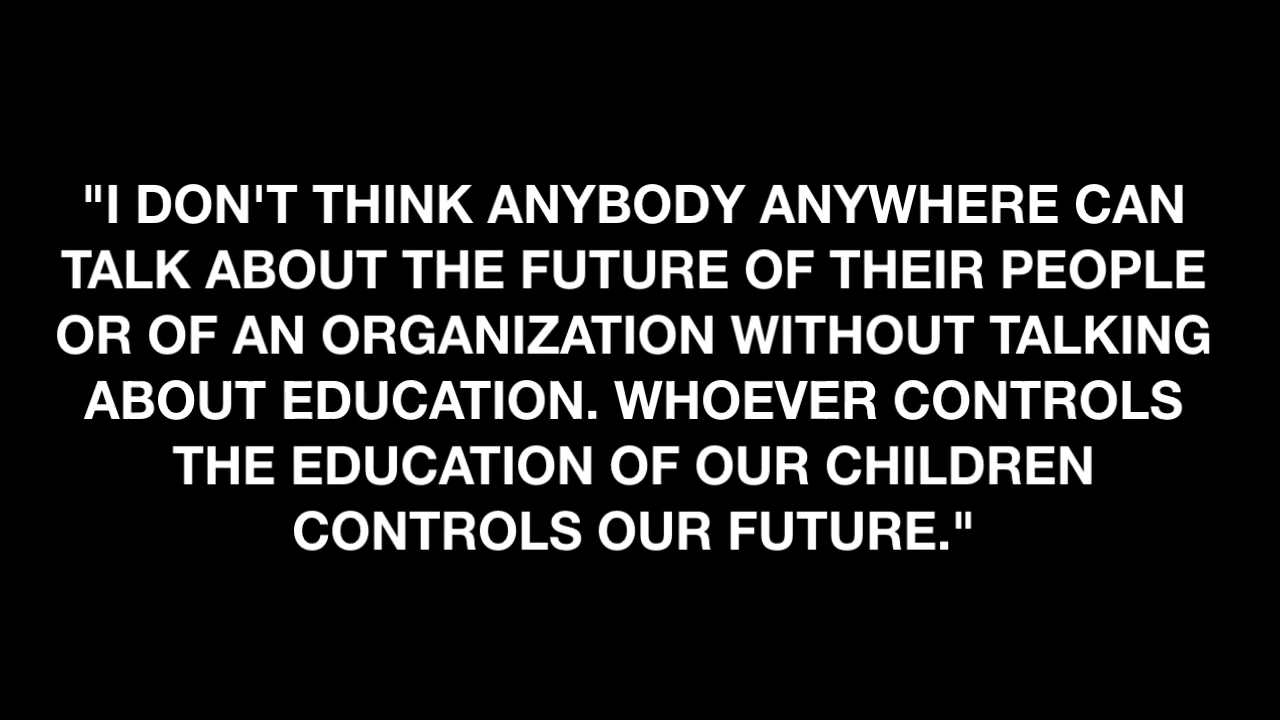 "I DON'T THINK ANYBODY ANYWHERE CAN
TALK ABOUT THE FUTURE OF THEIR PEOPLE
OR OF AN ORGANIZATION WITHOUT TALKING
ABOUT EDUCATION. WHOEVER CONTROLS
THE EDUCATION OF OUR CHILDREN
CONTROLS OUR FUTURE."